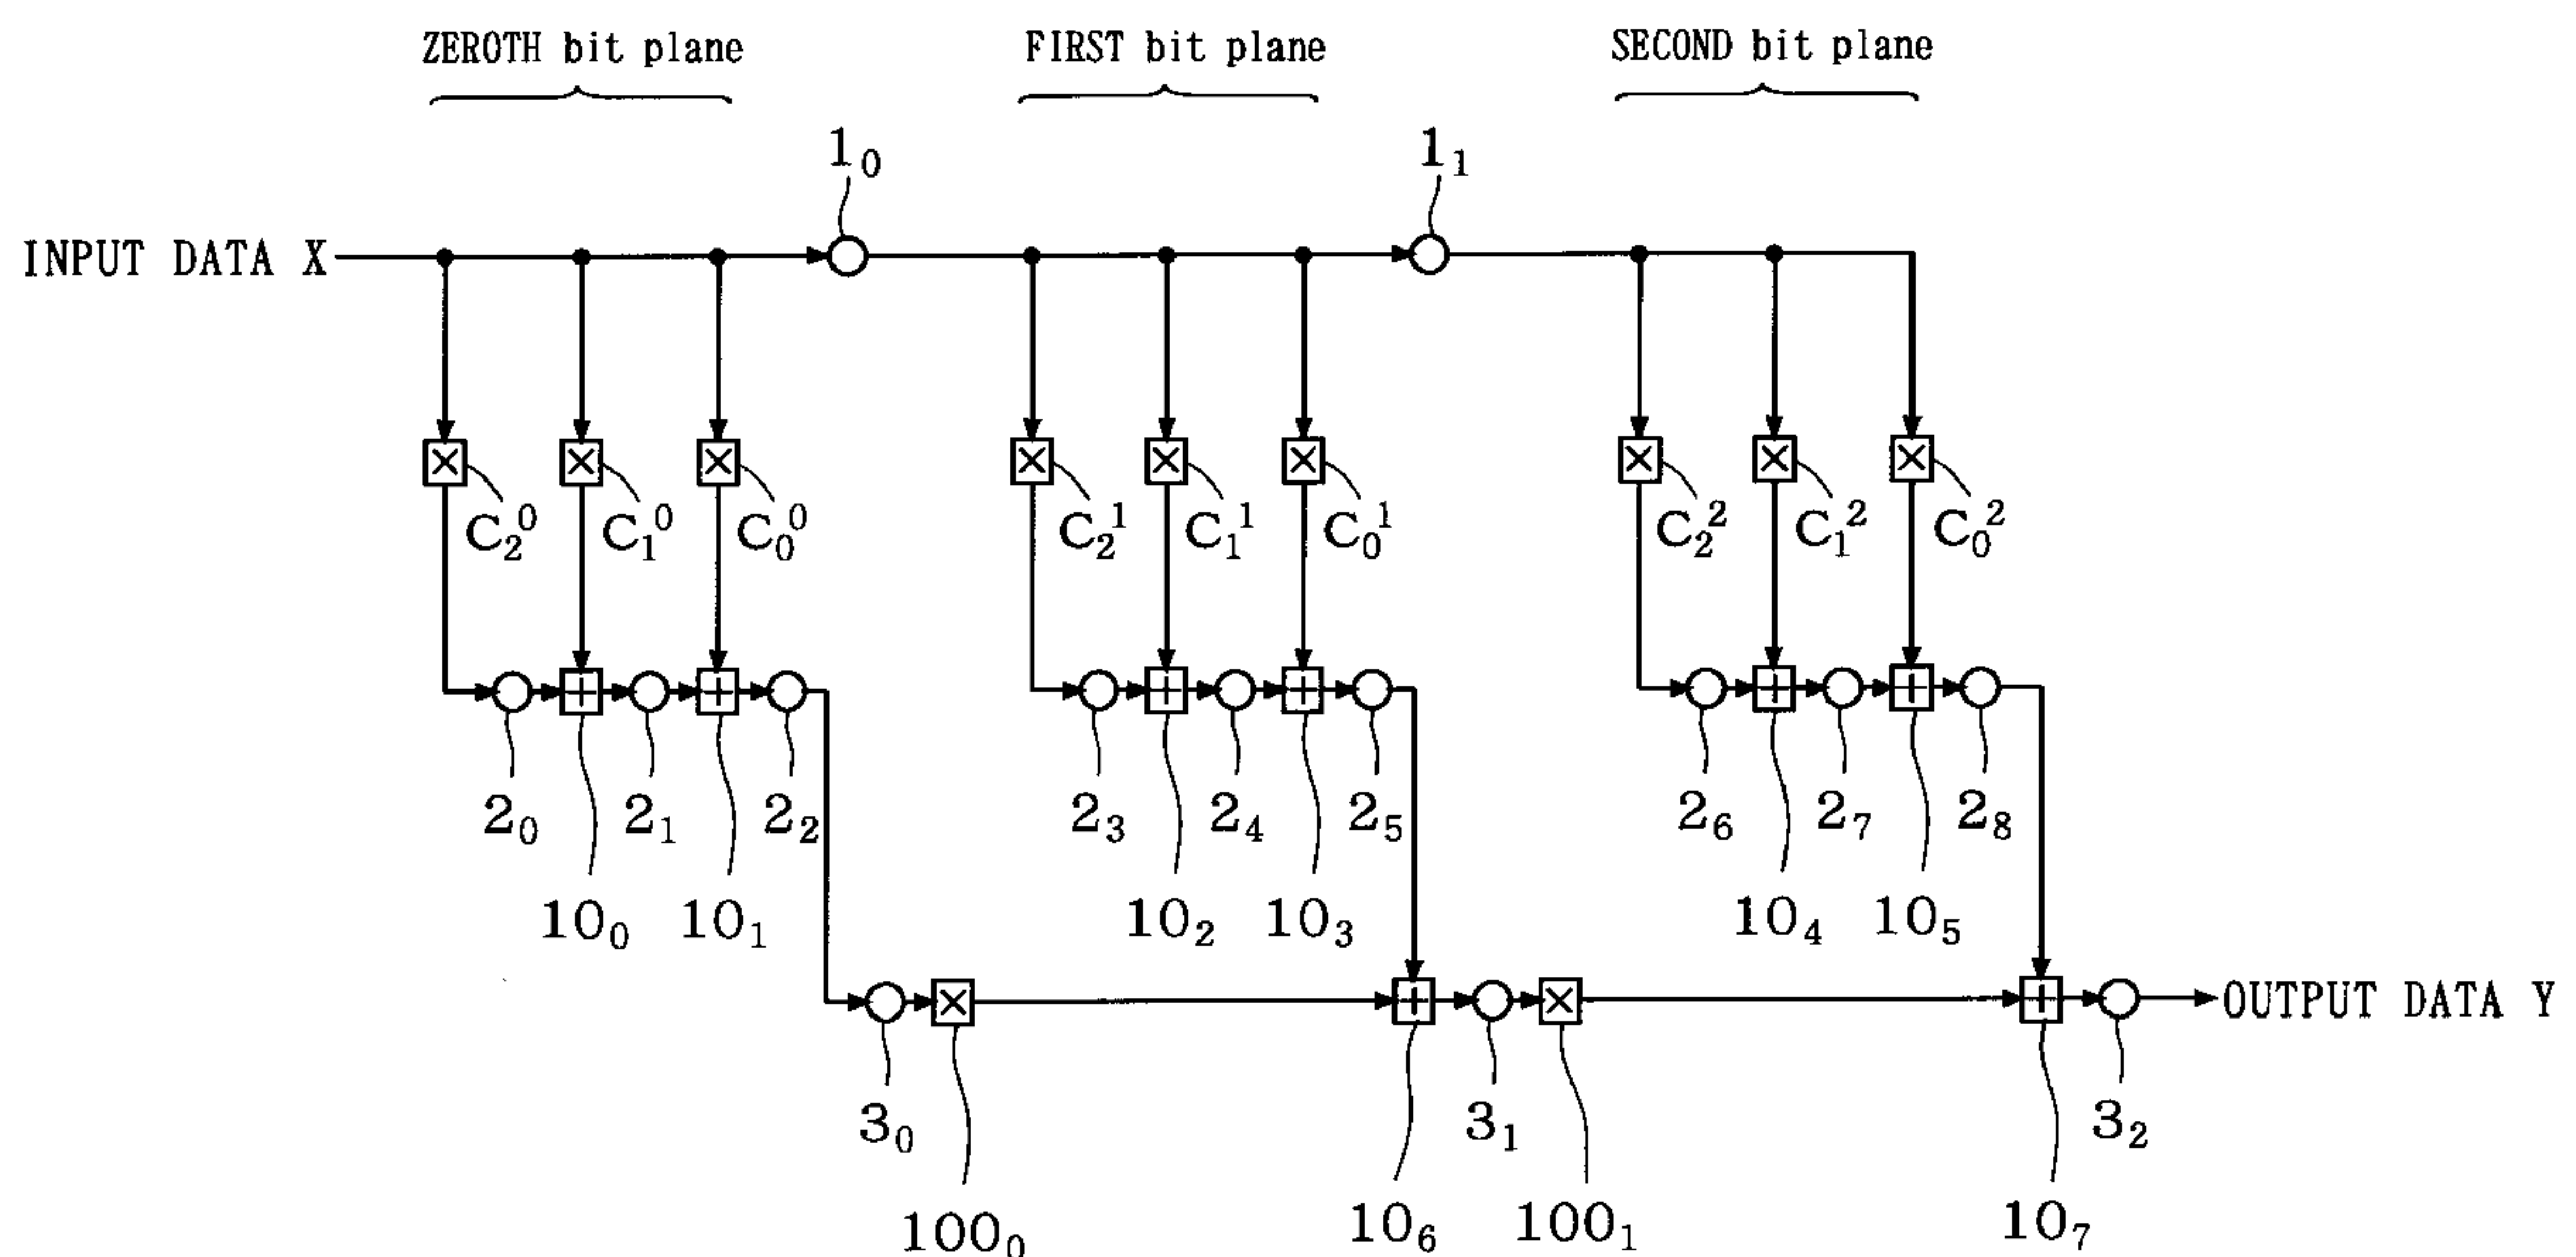 ZEROTH bit plane FIRST bit plane SECOND bit plane
1₀ 1₁
INPUT DATA X
C₂⁰ C₁⁰ C₀⁰ C₂¹ C₁¹ C₀¹ C₂² C₁² C₀²
2₀ 2₁ 2₂ 2₃ 2₄ 2₅ 2₆ 2₇ 2₈
10₀ 10₁ 10₂ 10₃ 10₄ 10₅
OUTPUT DATA Y
3₀ 3₁ 3₂
100₀ 10₆ 100₁ 10₇